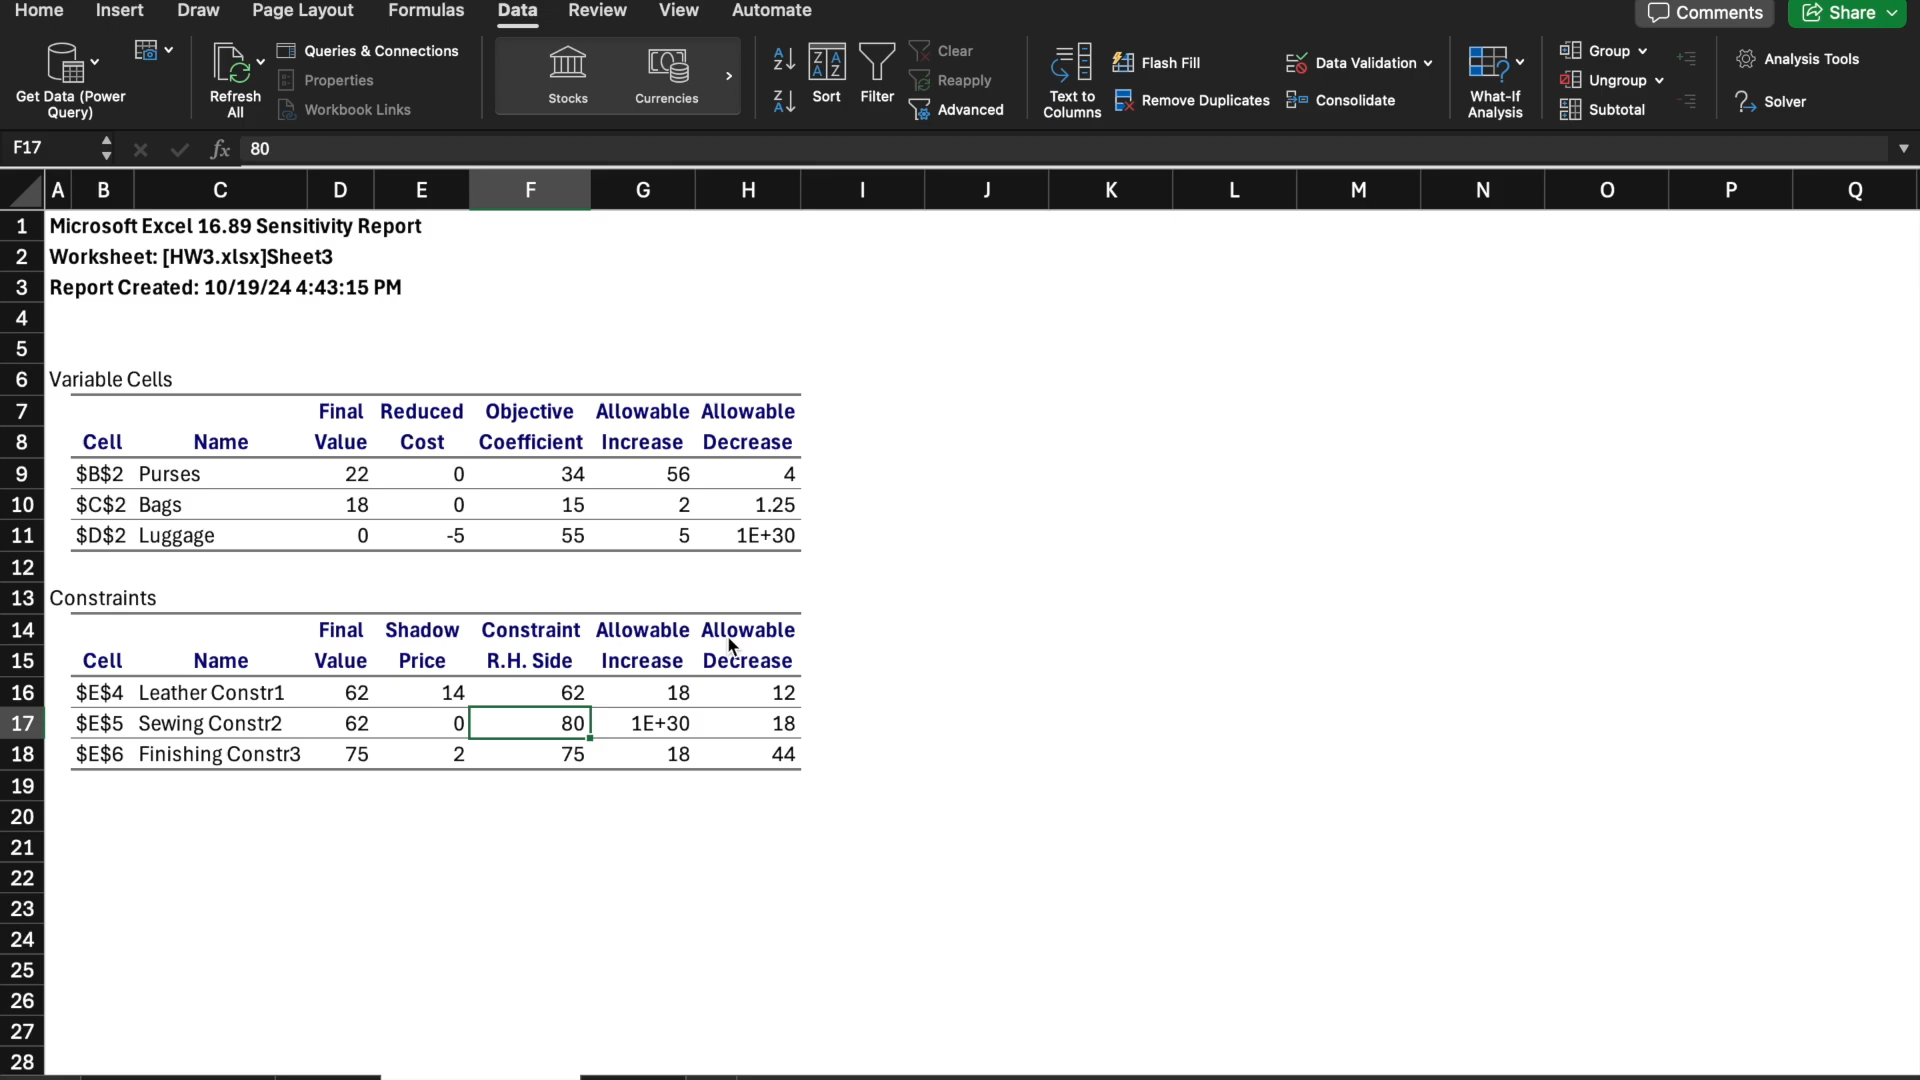 Home Insert Draw Page Layout Formulas Data Review View Automate Comments Share
Get Data (Power Query)
Refresh All
Queries & Connections
Properties
Workbook Links
Stocks Currencies
Sort Filter
Clear
Reapply
Advanced
Text to Columns
Flash Fill
Remove Duplicates
Data Validation
Consolidate
What-If Analysis
Group
Ungroup
Subtotal
Analysis Tools
Solver
F17 fx 80
A B C D E F G H I J K L M N O P Q
1 Microsoft Excel 16.89 Sensitivity Report
2 Worksheet: [HW3.xlsx]Sheet3
3 Report Created: 10/19/24 4:43:15 PM
4
5
6 Variable Cells
7 Final Reduced Objective Allowable Allowable
8 Cell Name Value Cost Coefficient Increase Decrease
9 $B$2 Purses 22 0 34 56 4
10 $C$2 Bags 18 0 15 2 1.25
11 $D$2 Luggage 0 -5 55 5 1E+30
12
13 Constraints
14 Final Shadow Constraint Allowable Allowable
15 Cell Name Value Price R.H. Side Increase Decrease
16 $E$4 Leather Constr1 62 14 62 18 12
17 $E$5 Sewing Constr2 62 0 80 1E+30 18
18 $E$6 Finishing Constr3 75 2 75 18 44
19
20
21
22
23
24
25
26
27
28